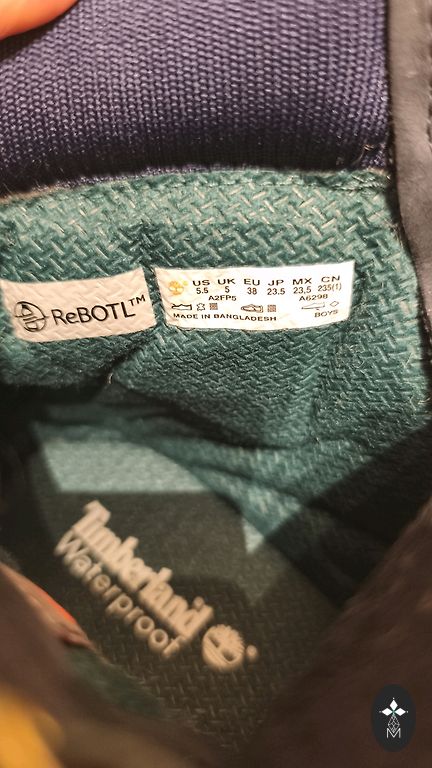 ReBOTL™
US UK EU JP MX CN
5.5 5 38 23.5 23,5 235(1)
A2FP5 A6298
MADE IN BANGLADESH BOYS
Timberland
Waterproof
M